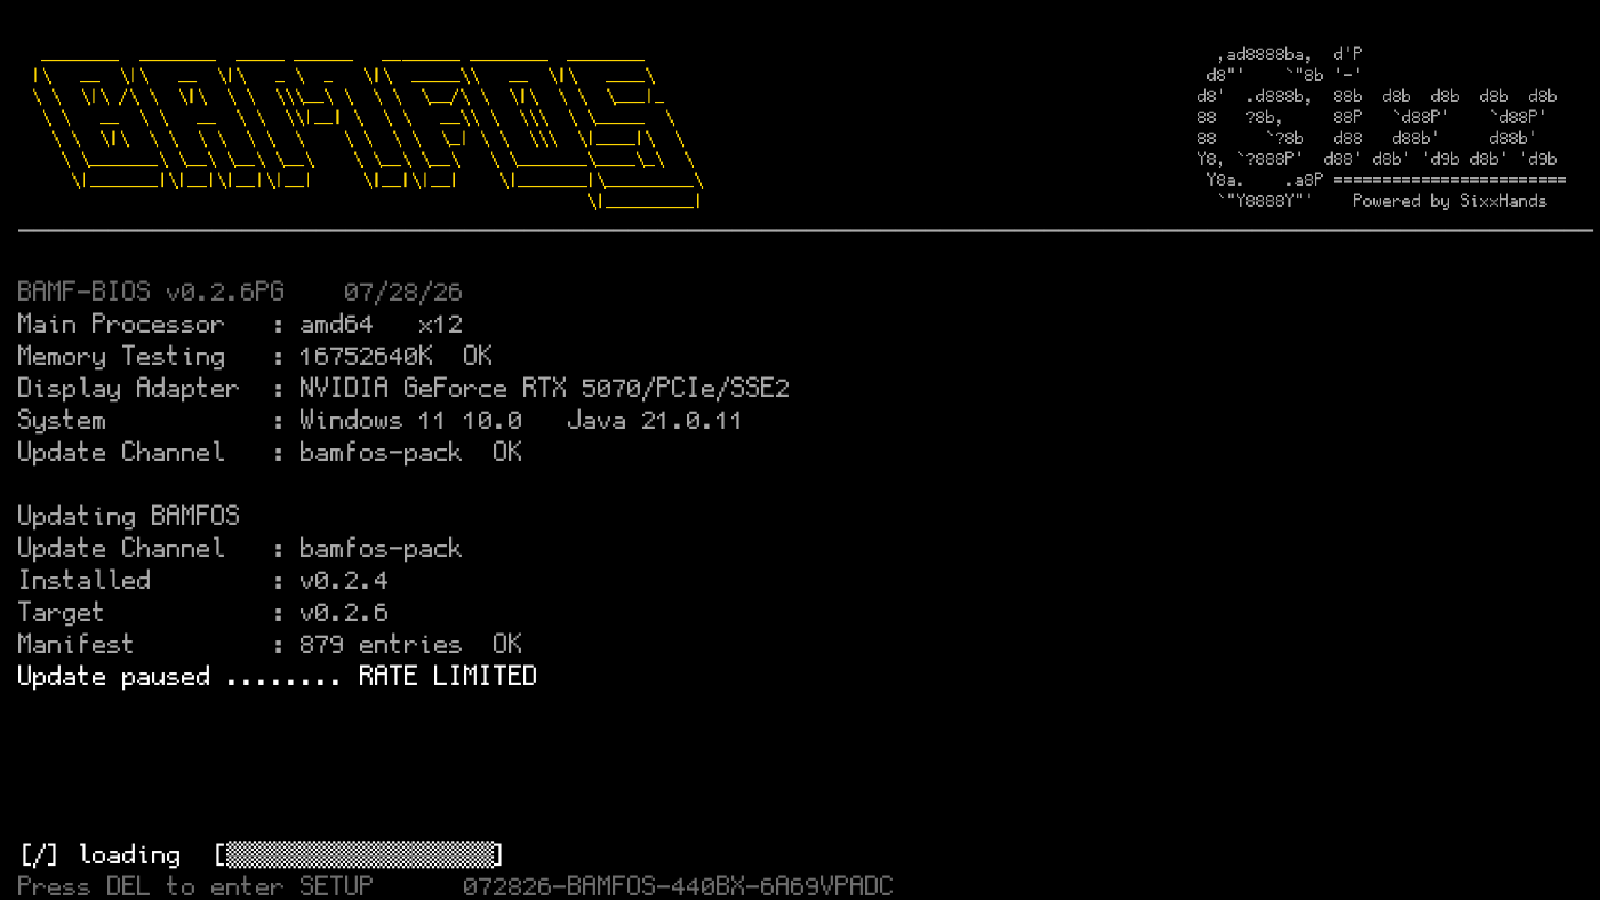 BAMFOS
Sixx
Powered by SixxHands
BAMF-BIOS v0.2.6PG 07/28/26
Main Processor : amd64 x12
Memory Testing : 16752640K OK
Display Adapter : NVIDIA GeForce RTX 5070/PCIe/SSE2
System : Windows 11 10.0 Java 21.0.11
Update Channel : bamfos-pack OK
Updating BAMFOS
Update Channel : bamfos-pack
Installed : v0.2.4
Target : v0.2.6
Manifest : 879 entries OK
Update paused ........ RATE LIMITED
[/] loading [▒▒▒▒▒▒▒▒▒▒▒▒▒▒▒▒▒▒]
Press DEL to enter SETUP 072826-BAMFOS-440BX-6A69VPADC